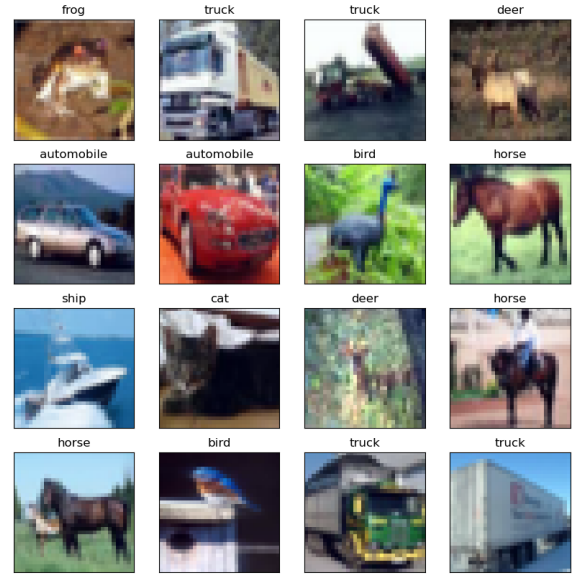 frog truck truck deer
automobile automobile bird horse
ship cat deer horse
horse bird truck truck